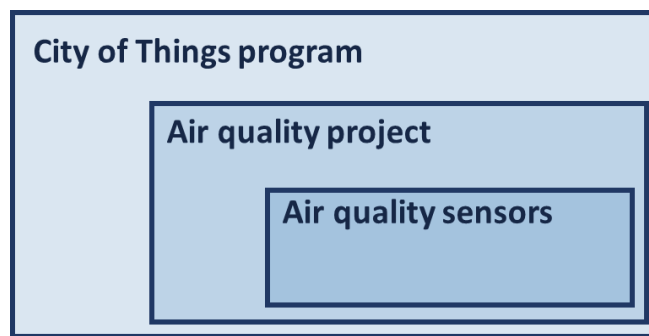 City of Things program
Air quality project
Air quality sensors